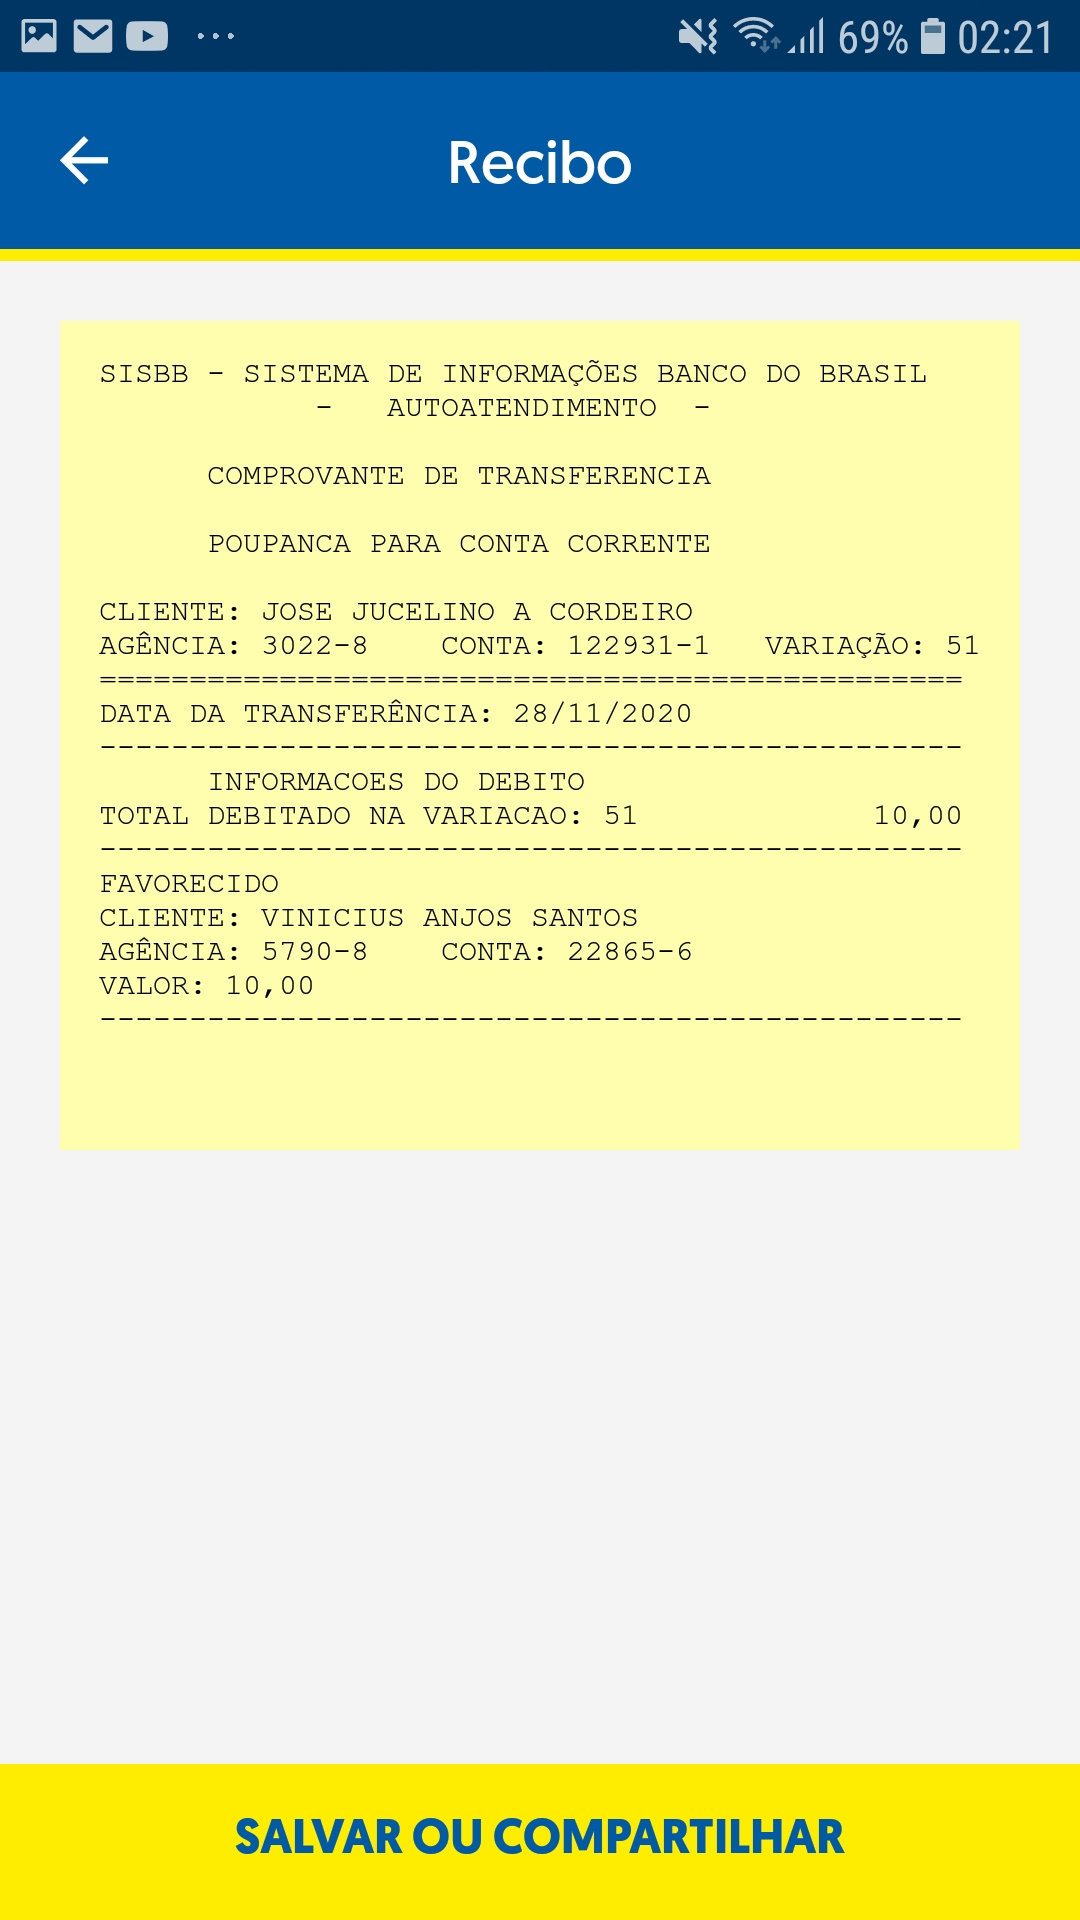 69% 02:21
Recibo
SISBB - SISTEMA DE INFORMAÇÕES BANCO DO BRASIL
- AUTOATENDIMENTO -
COMPROVANTE DE TRANSFERENCIA
POUPANCA PARA CONTA CORRENTE
CLIENTE: JOSE JUCELINO A CORDEIRO
AGÊNCIA: 3022-8 CONTA: 122931-1 VARIAÇÃO: 51
================================================
DATA DA TRANSFERÊNCIA: 28/11/2020
------------------------------------------------
INFORMACOES DO DEBITO
TOTAL DEBITADO NA VARIACAO: 51 10,00
------------------------------------------------
FAVORECIDO
CLIENTE: VINICIUS ANJOS SANTOS
AGÊNCIA: 5790-8 CONTA: 22865-6
VALOR: 10,00
------------------------------------------------
SALVAR OU COMPARTILHAR